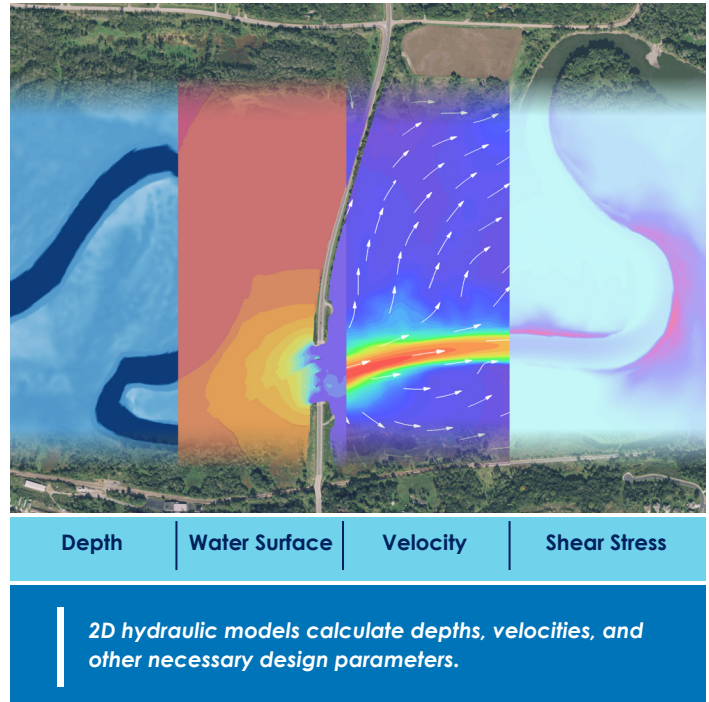 Depth
Water Surface
Velocity
Shear Stress
2D hydraulic models calculate depths, velocities, and
other necessary design parameters.